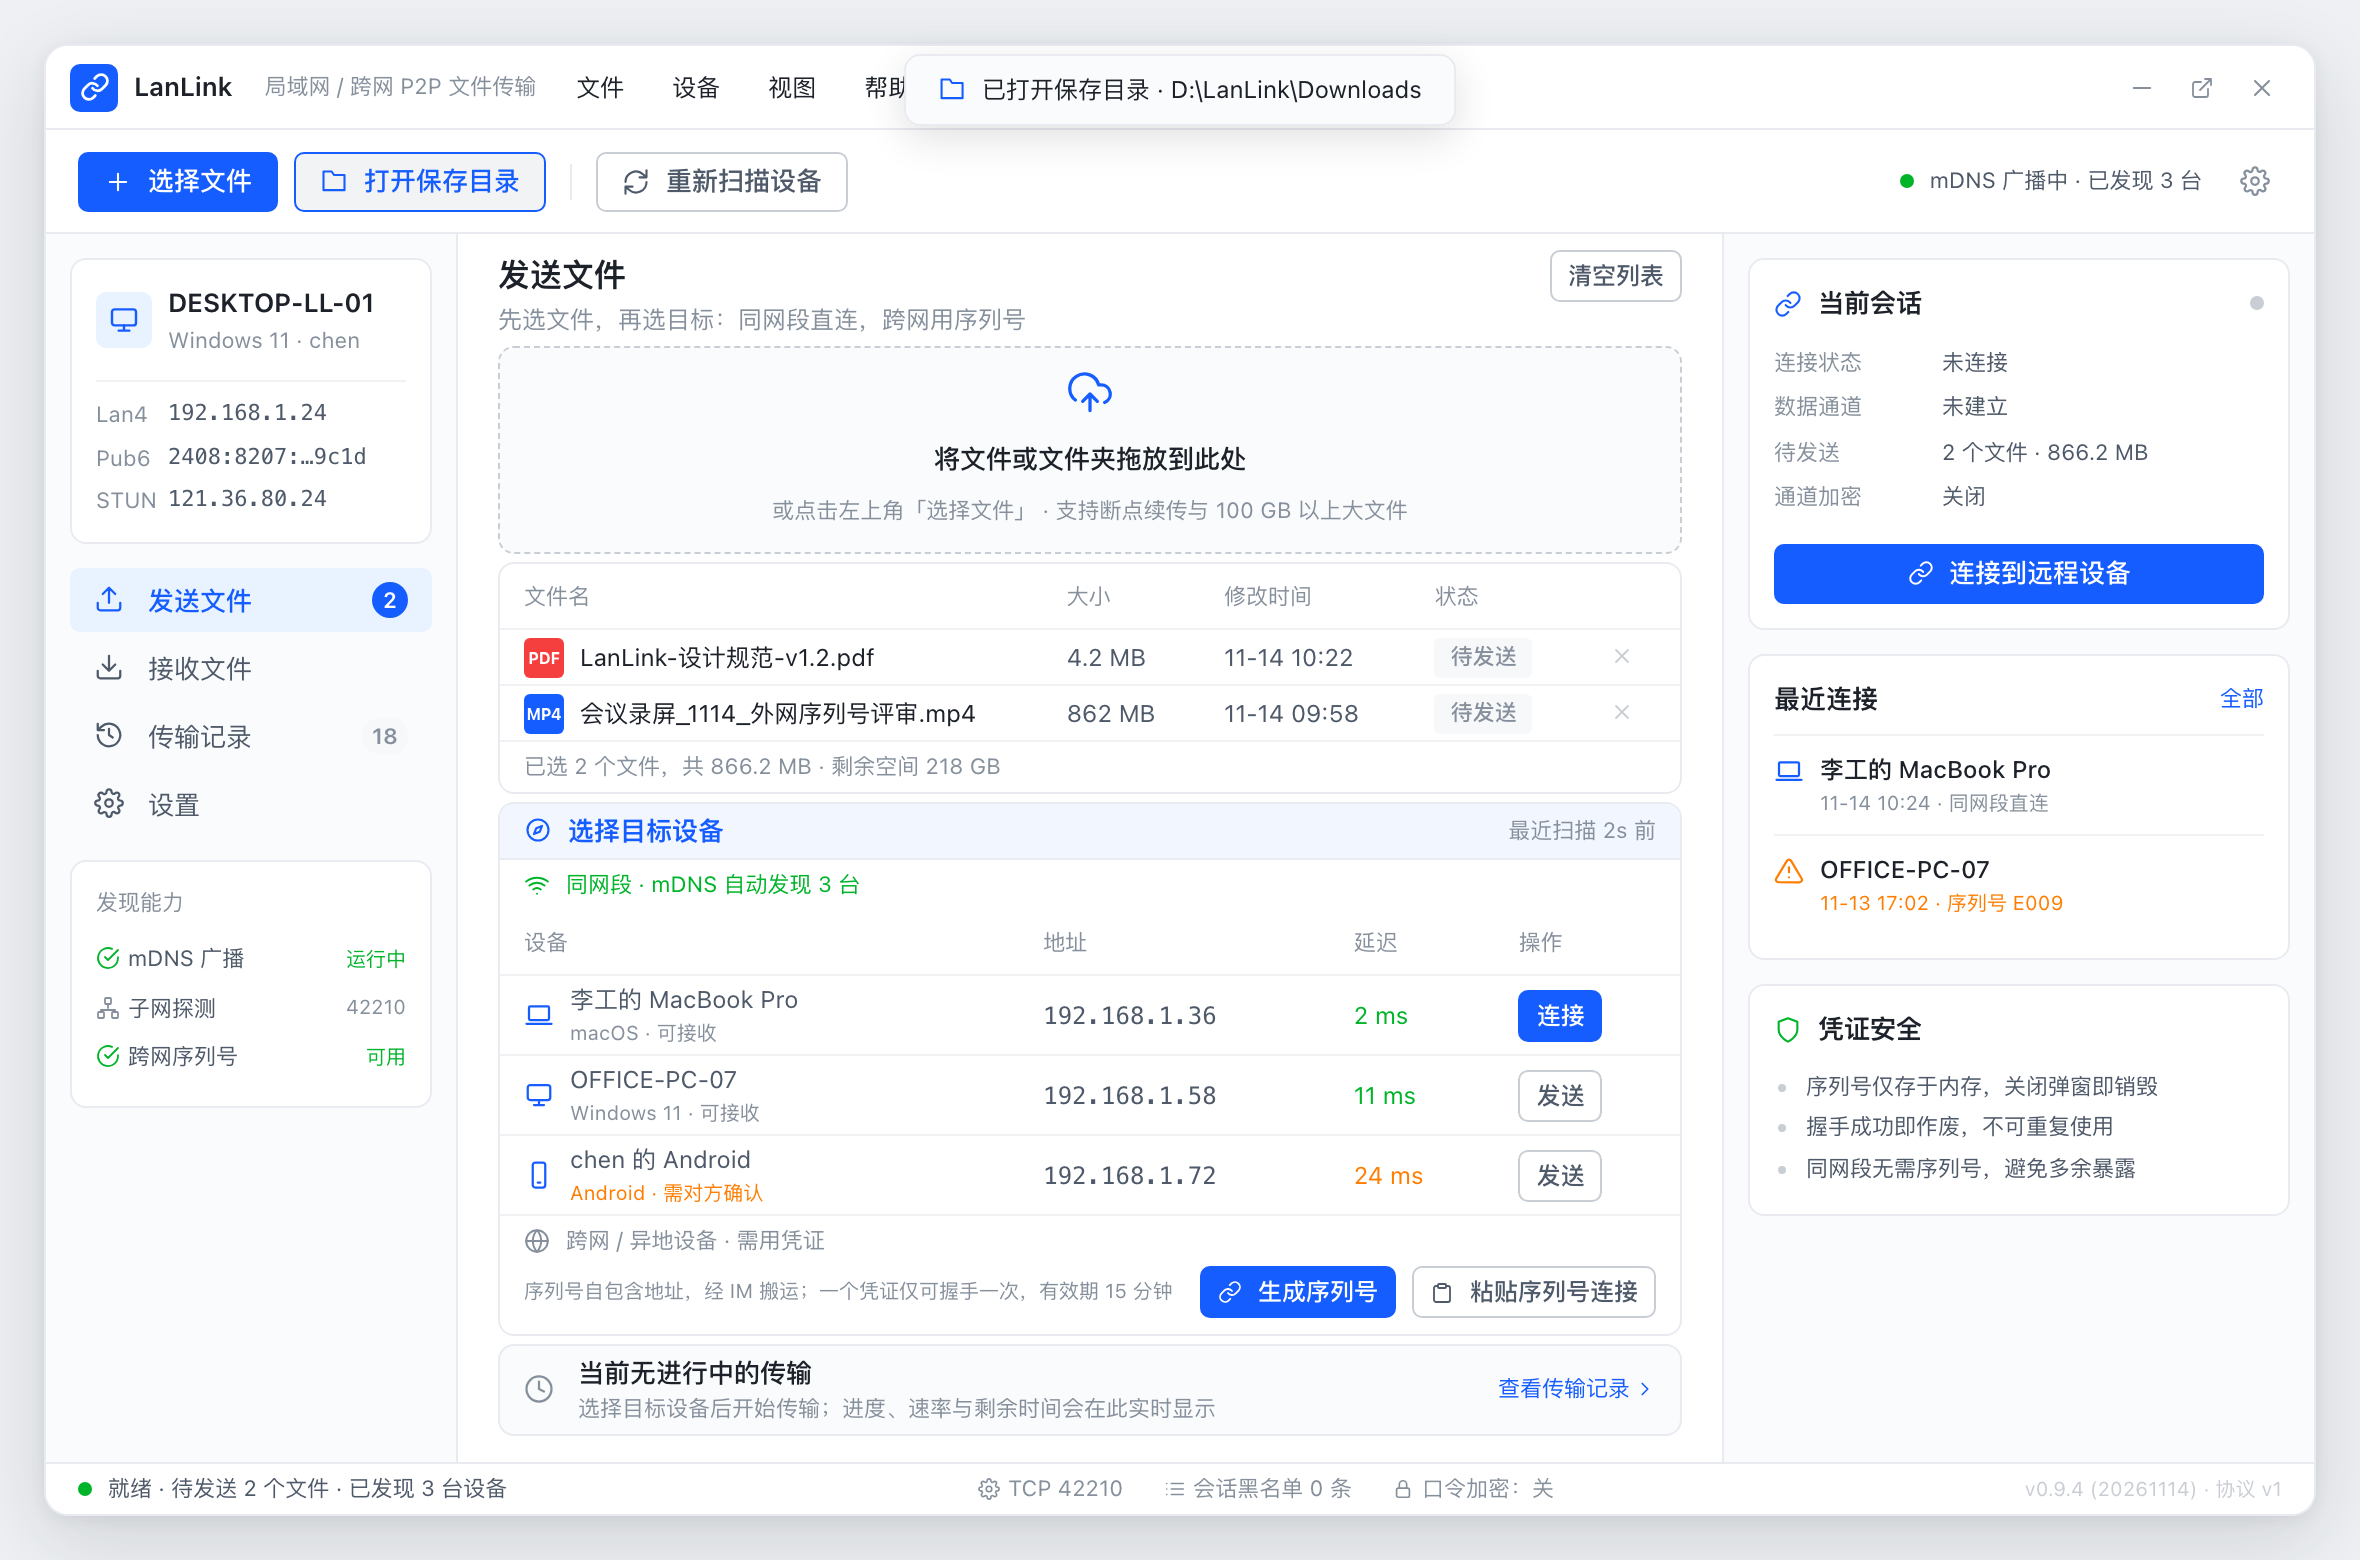 LanLink 局域网 / 跨网 P2P 文件传输 文件 设备 视图 帮助
已打开保存目录 · D:\LanLink\Downloads
选择文件 打开保存目录 重新扫描设备 mDNS 广播中 · 已发现 3 台
DESKTOP-LL-01
Windows 11 · chen
Lan4 192.168.1.24
Pub6 2408:8207:…9c1d
STUN 121.36.80.24
发送文件 2
接收文件
传输记录 18
设置
发现能力
mDNS 广播 运行中
子网探测 42210
跨网序列号 可用
发送文件 清空列表
先选文件，再选目标：同网段直连，跨网用序列号
将文件或文件夹拖放到此处
或点击左上角「选择文件」 · 支持断点续传与 100 GB 以上大文件
文件名 大小 修改时间 状态
PDF LanLink-设计规范-v1.2.pdf 4.2 MB 11-14 10:22 待发送
MP4 会议录屏_1114_外网序列号评审.mp4 862 MB 11-14 09:58 待发送
已选 2 个文件，共 866.2 MB · 剩余空间 218 GB
选择目标设备 最近扫描 2s 前
同网段 · mDNS 自动发现 3 台
设备 地址 延迟 操作
李工的 MacBook Pro
macOS · 可接收
192.168.1.36 2 ms 连接
OFFICE-PC-07
Windows 11 · 可接收
192.168.1.58 11 ms 发送
chen 的 Android
Android · 需对方确认
192.168.1.72 24 ms 发送
跨网 / 异地设备 · 需用凭证
序列号自包含地址，经 IM 搬运；一个凭证仅可握手一次，有效期 15 分钟 生成序列号 粘贴序列号连接
当前无进行中的传输
选择目标设备后开始传输；进度、速率与剩余时间会在此实时显示
查看传输记录
当前会话
连接状态 未连接
数据通道 未建立
待发送 2 个文件 · 866.2 MB
通道加密 关闭
连接到远程设备
最近连接 全部
李工的 MacBook Pro
11-14 10:24 · 同网段直连
OFFICE-PC-07
11-13 17:02 · 序列号 E009
凭证安全
序列号仅存于内存，关闭弹窗即销毁
握手成功即作废，不可重复使用
同网段无需序列号，避免多余暴露
就绪 · 待发送 2 个文件 · 已发现 3 台设备 TCP 42210 会话黑名单 0 条 口令加密：关 v0.9.4 (20261114) · 协议 v1